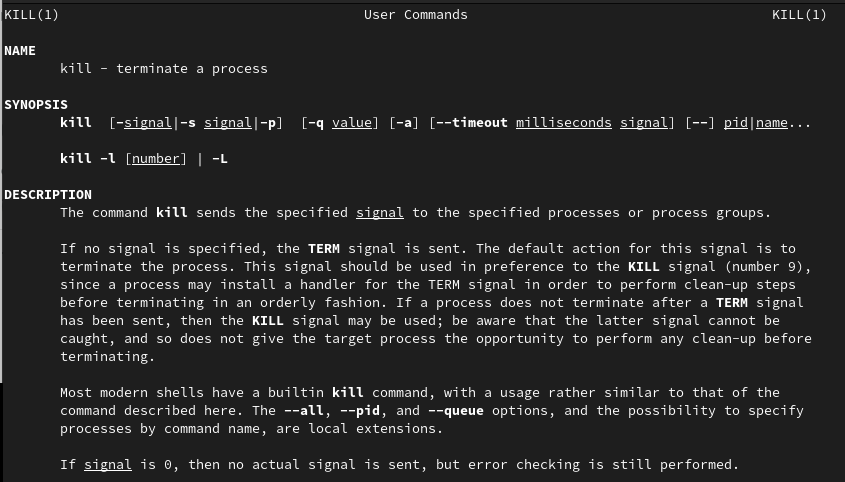 KILL(1) User Commands KILL(1)
NAME
kill - terminate a process
SYNOPSIS
kill [-signal|-s signal|-p] [-q value] [-a] [--timeout milliseconds signal] [--] pid|name...
kill -l [number] | -L
DESCRIPTION
The command kill sends the specified signal to the specified processes or process groups.
If no signal is specified, the TERM signal is sent. The default action for this signal is to
terminate the process. This signal should be used in preference to the KILL signal (number 9),
since a process may install a handler for the TERM signal in order to perform clean-up steps
before terminating in an orderly fashion. If a process does not terminate after a TERM signal
has been sent, then the KILL signal may be used; be aware that the latter signal cannot be
caught, and so does not give the target process the opportunity to perform any clean-up before
terminating.
Most modern shells have a builtin kill command, with a usage rather similar to that of the
command described here. The --all, --pid, and --queue options, and the possibility to specify
processes by command name, are local extensions.
If signal is 0, then no actual signal is sent, but error checking is still performed.